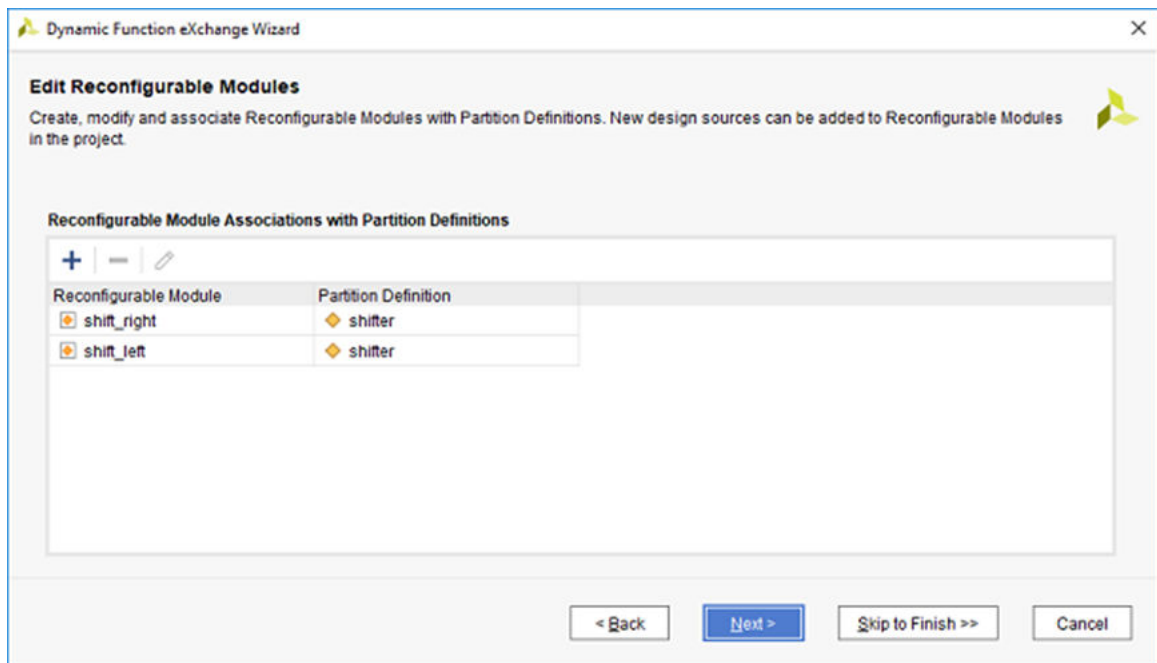 Dynamic Function eXchange Wizard
Edit Reconfigurable Modules
Create, modify and associate Reconfigurable Modules with Partition Definitions. New design sources can be added to Reconfigurable Modules
in the project.
Reconfigurable Module Associations with Partition Definitions
Reconfigurable Module Partition Definition
shift_right shifter
shift_left shifter
< Back Next > Skip to Finish >> Cancel